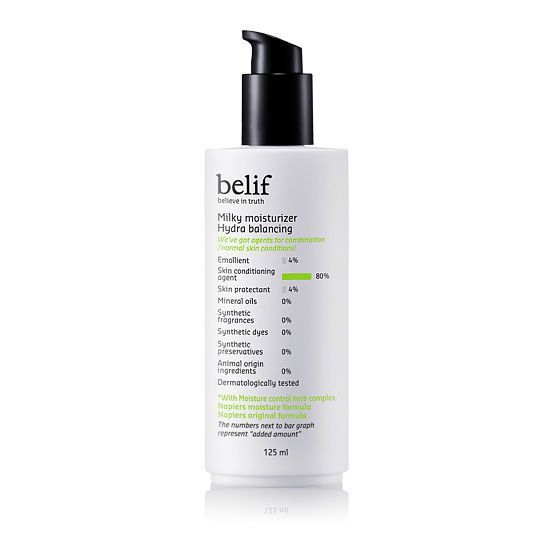 belif
believe in truth
Milky moisturizer
Hydra balancing
We've got agents for combination
/normal skin conditions!
Emollient 4%
Skin conditioning
agent 80%
Skin protectant 4%
Mineral oils 0%
Synthetic
fragrances 0%
Synthetic dyes 0%
Synthetic
preservatives 0%
Animal origin
ingredients 0%
Dermatologically tested
*With Moisture control herb complex,
Napiers moisture formula
Napiers original formula
The numbers next to bar graph
represent "added amount"
125 ml